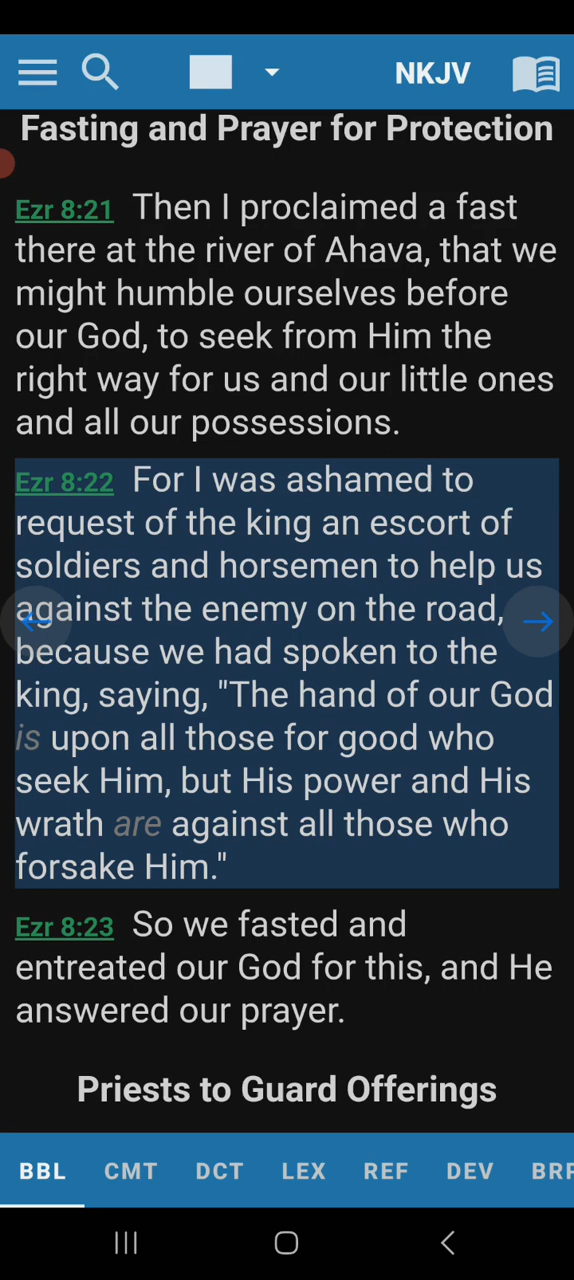 NKJV
Fasting and Prayer for Protection
Ezr 8:21 Then I proclaimed a fast
there at the river of Ahava, that we
might humble ourselves before
our God, to seek from Him the
right way for us and our little ones
and all our possessions.
Ezr 8:22 For I was ashamed to
request of the king an escort of
soldiers and horsemen to help us
against the enemy on the road,
because we had spoken to the
king, saying, "The hand of our God
is upon all those for good who
seek Him, but His power and His
wrath are against all those who
forsake Him."
Ezr 8:23 So we fasted and
entreated our God for this, and He
answered our prayer.
Priests to Guard Offerings
BBL CMT DCT LEX REF DEV BRP